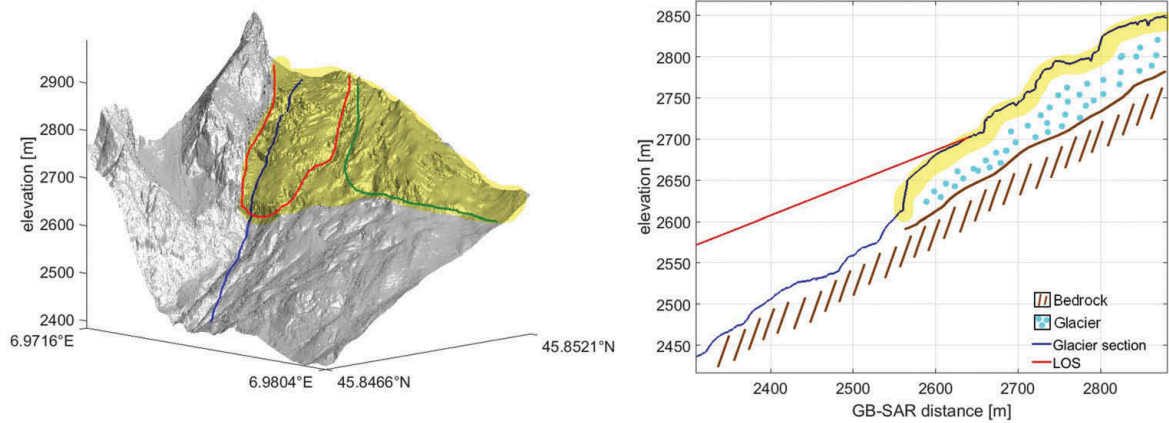 elevation [m]
2900
2800
2700
2600
2500
2400
6.9716°E
6.9804°E
45.8466°N
45.8521°N
elevation [m]
2850
2800
2750
2700
2650
2600
2550
2500
2450
2400
2500
2600
2700
2800
GB-SAR distance [m]
Bedrock
Glacier
Glacier section
LOS